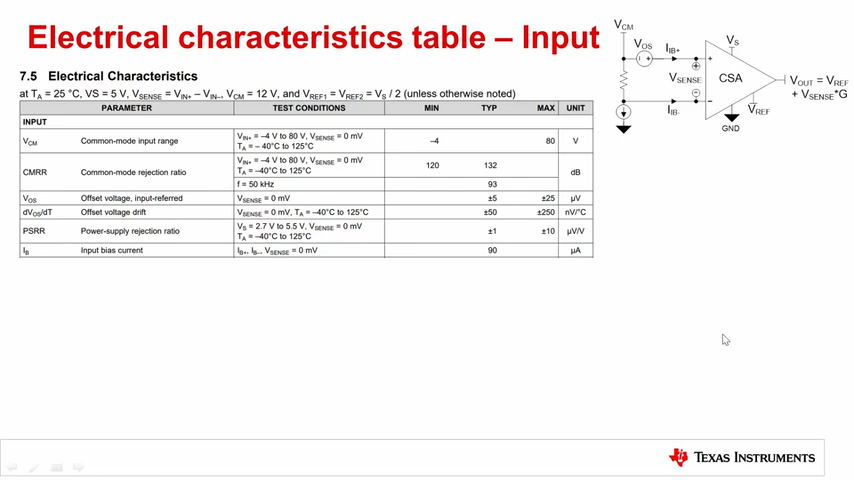 Electrical characteristics table – Input
7.5 Electrical Characteristics
at TA = 25 °C, VS = 5 V, VSENSE = VIN+ – VIN–, VCM = 12 V, and VREF1 = VREF2 = VS / 2 (unless otherwise noted)
PARAMETER TEST CONDITIONS MIN TYP MAX UNIT
INPUT
VCM Common-mode input range VIN+ = –4 V to 80 V, VSENSE = 0 mV
TA = – 40°C to 125°C –4 80 V
CMRR Common-mode rejection ratio VIN+ = –4 V to 80 V, VSENSE = 0 mV
TA = –40°C to 125°C 120 132 dB
f = 50 kHz 93
VOS Offset voltage, input-referred VSENSE = 0 mV ±5 ±25 µV
dVOS/dT Offset voltage drift VSENSE = 0 mV, TA = –40°C to 125°C ±50 ±250 nV/°C
PSRR Power-supply rejection ratio VS = 2.7 V to 5.5 V, VSENSE = 0 mV
TA = –40°C to 125°C ±1 ±10 µV/V
IB Input bias current IB+, IB–, VSENSE = 0 mV 90 µA
VCM
VOS
IB+
VS
VSENSE
CSA
VOUT = VREF
+ VSENSE*G
IB-
VREF
GND
TEXAS INSTRUMENTS